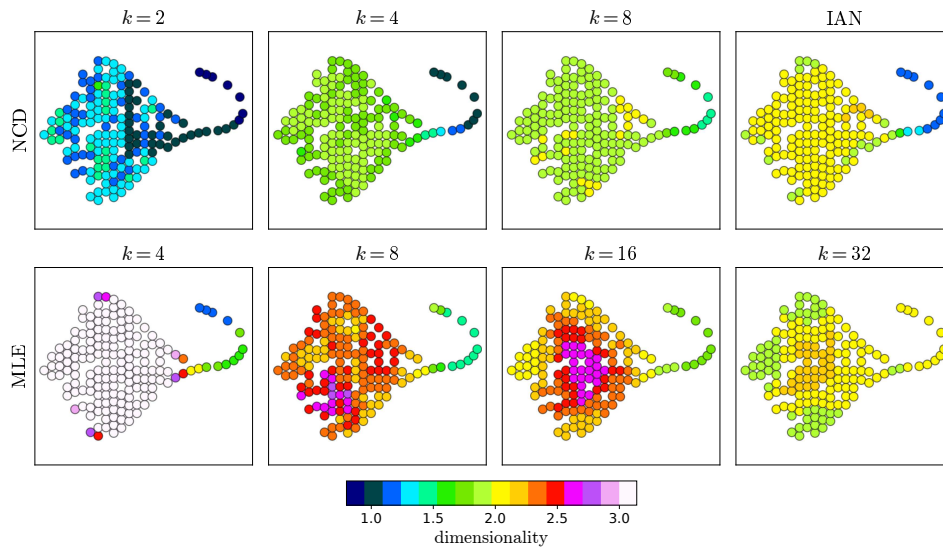 k = 2
k = 4
k = 8
IAN
NCD
k = 4
k = 8
k = 16
k = 32
MLE
1.0 1.5 2.0 2.5 3.0
dimensionality